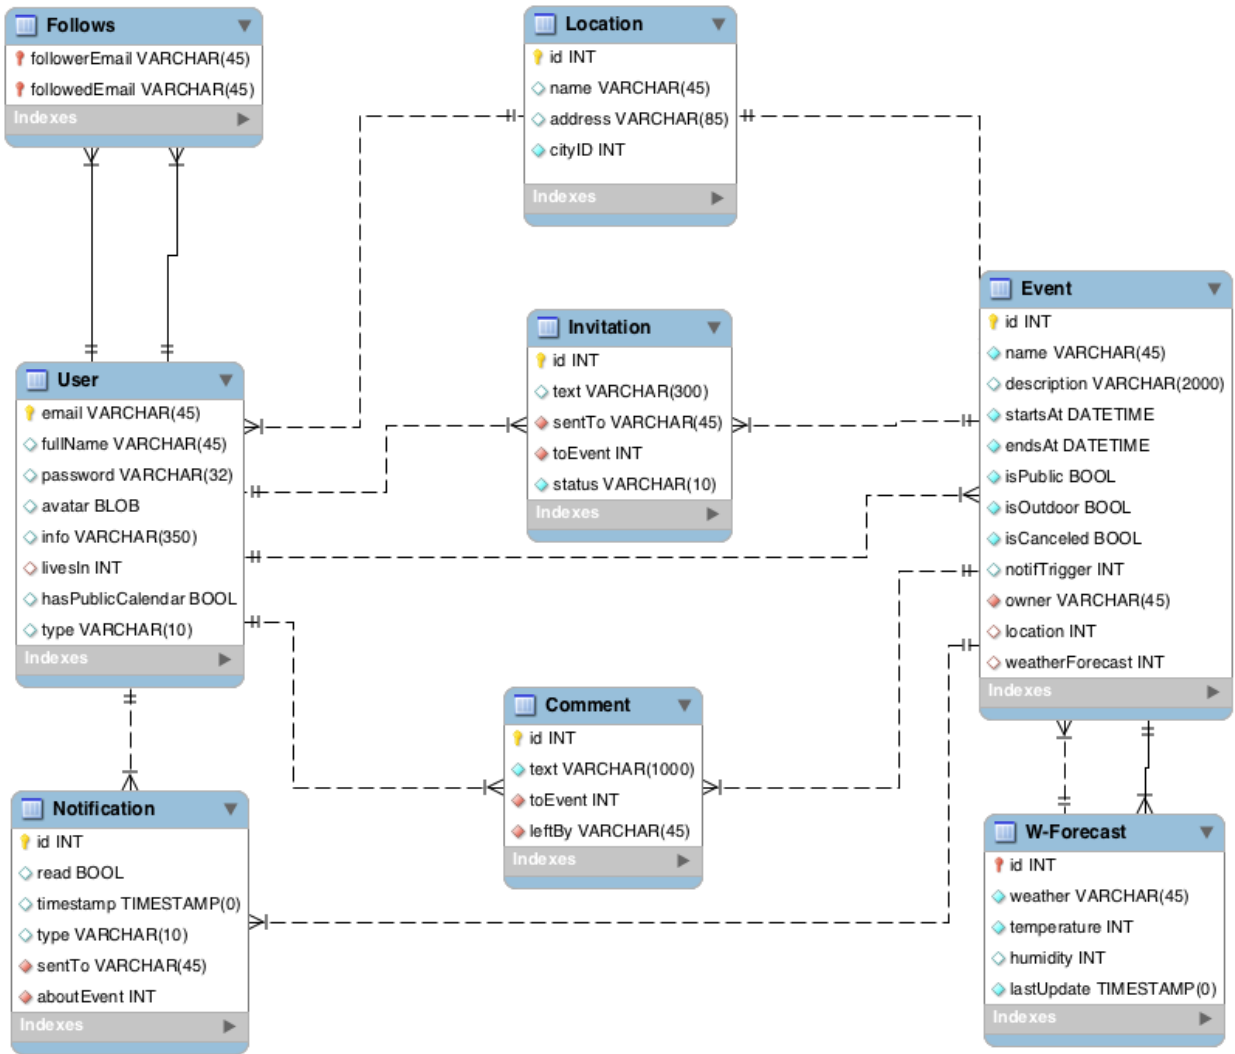 Follows
followerEmail VARCHAR(45)
followedEmail VARCHAR(45)
Indexes
Location
id INT
name VARCHAR(45)
address VARCHAR(85)
cityID INT
Indexes
Event
id INT
name VARCHAR(45)
description VARCHAR(2000)
startsAt DATETIME
endsAt DATETIME
isPublic BOOL
isOutdoor BOOL
isCanceled BOOL
notifTrigger INT
owner VARCHAR(45)
location INT
weatherForecast INT
Indexes
Invitation
id INT
text VARCHAR(300)
sentTo VARCHAR(45)
toEvent INT
status VARCHAR(10)
Indexes
User
email VARCHAR(45)
fullName VARCHAR(45)
password VARCHAR(32)
avatar BLOB
info VARCHAR(350)
livesIn INT
hasPublicCalendar BOOL
type VARCHAR(10)
Indexes
Comment
id INT
text VARCHAR(1000)
toEvent INT
leftBy VARCHAR(45)
Indexes
Notification
id INT
read BOOL
timestamp TIMESTAMP(0)
type VARCHAR(10)
sentTo VARCHAR(45)
aboutEvent INT
Indexes
W-Forecast
id INT
weather VARCHAR(45)
temperature INT
humidity INT
lastUpdate TIMESTAMP(0)
Indexes